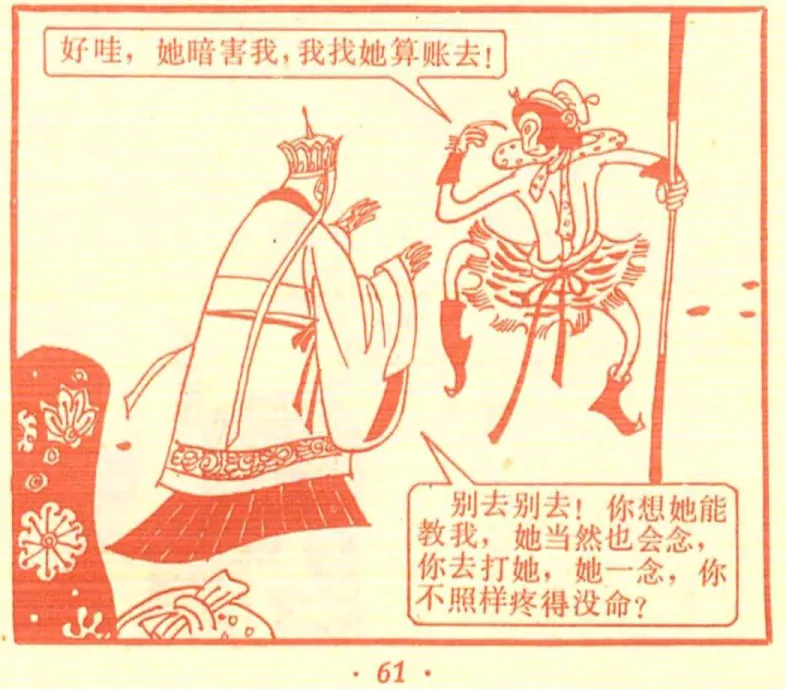 好哇，她暗害我，我找她算账去！
别去别去！你想她能
教我，她当然也会念，
你去打她，她一念，你
不照样疼得没命？
· 61 ·